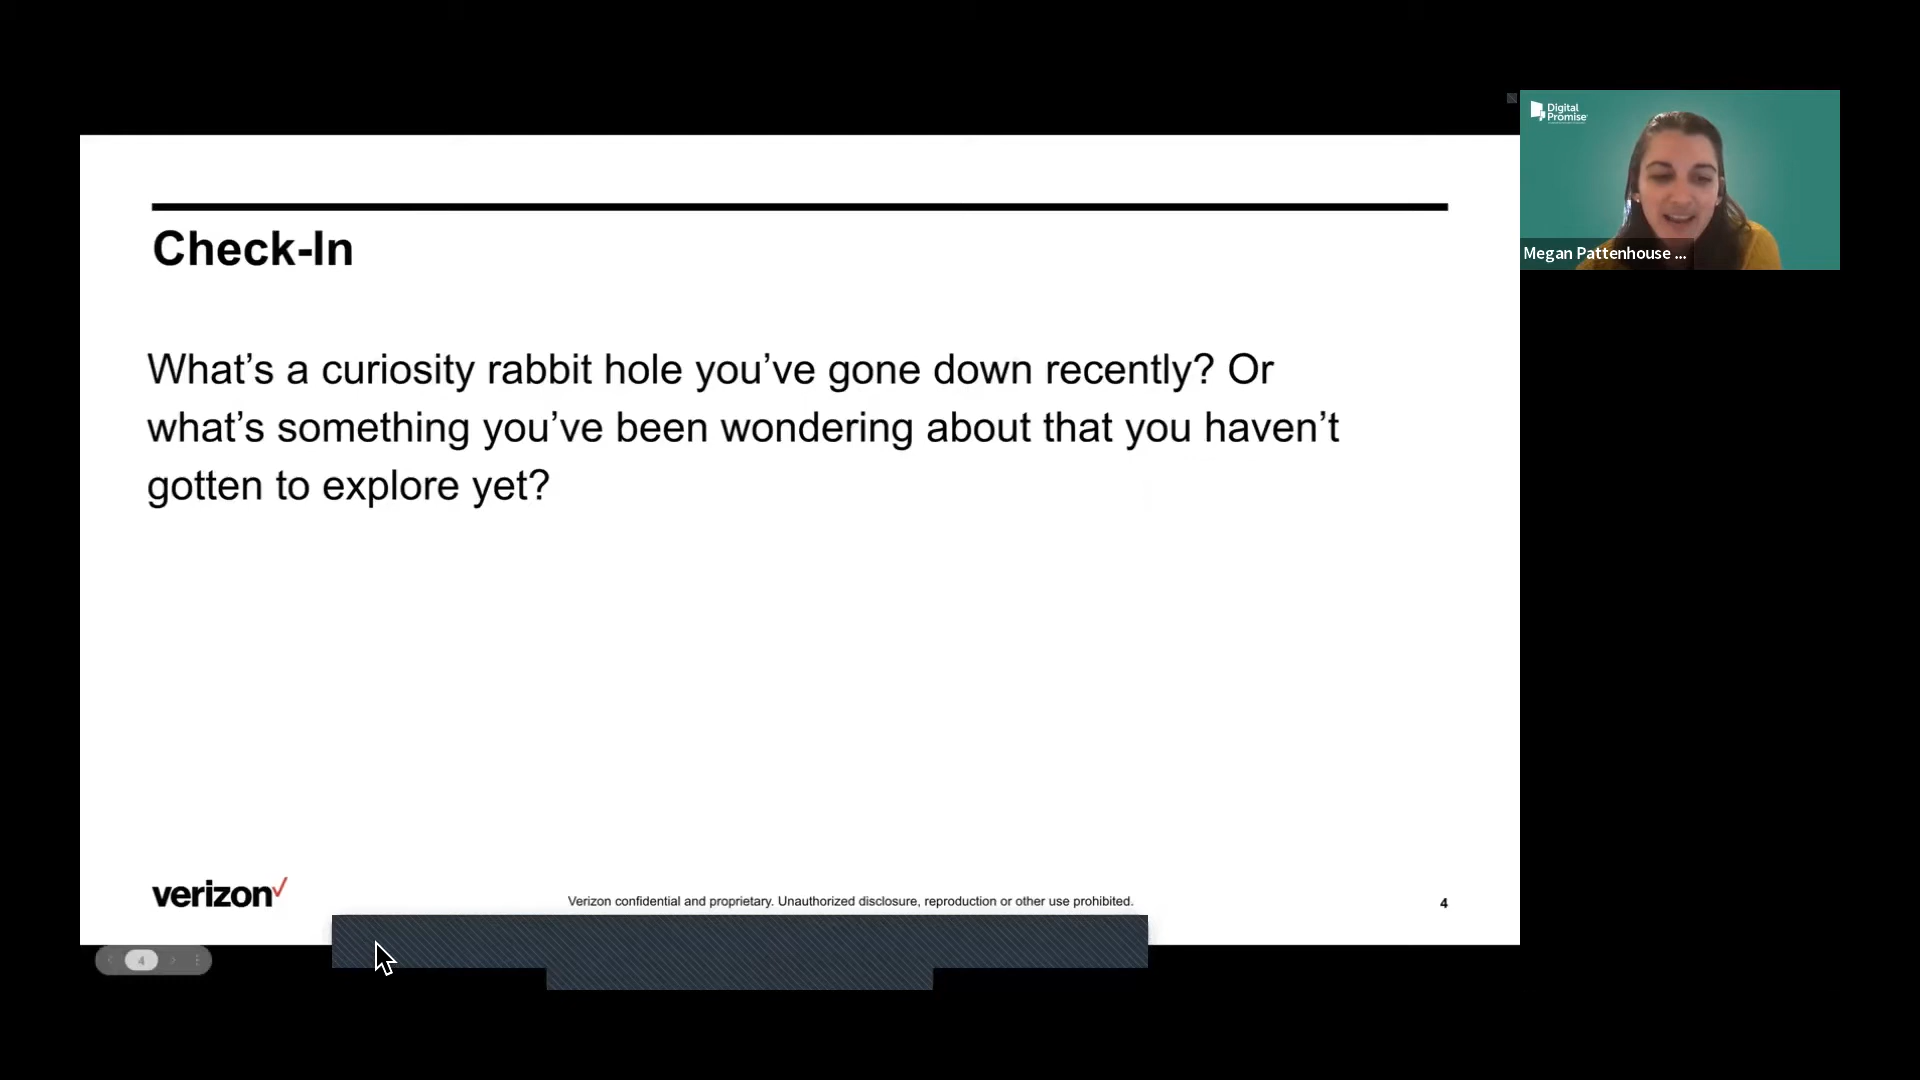 Digital
Promise
Megan Pattenhouse ...
Check-In
What’s a curiosity rabbit hole you’ve gone down recently? Or
what’s something you’ve been wondering about that you haven’t
gotten to explore yet?
verizon
Verizon confidential and proprietary. Unauthorized disclosure, reproduction or other use prohibited.
4
4